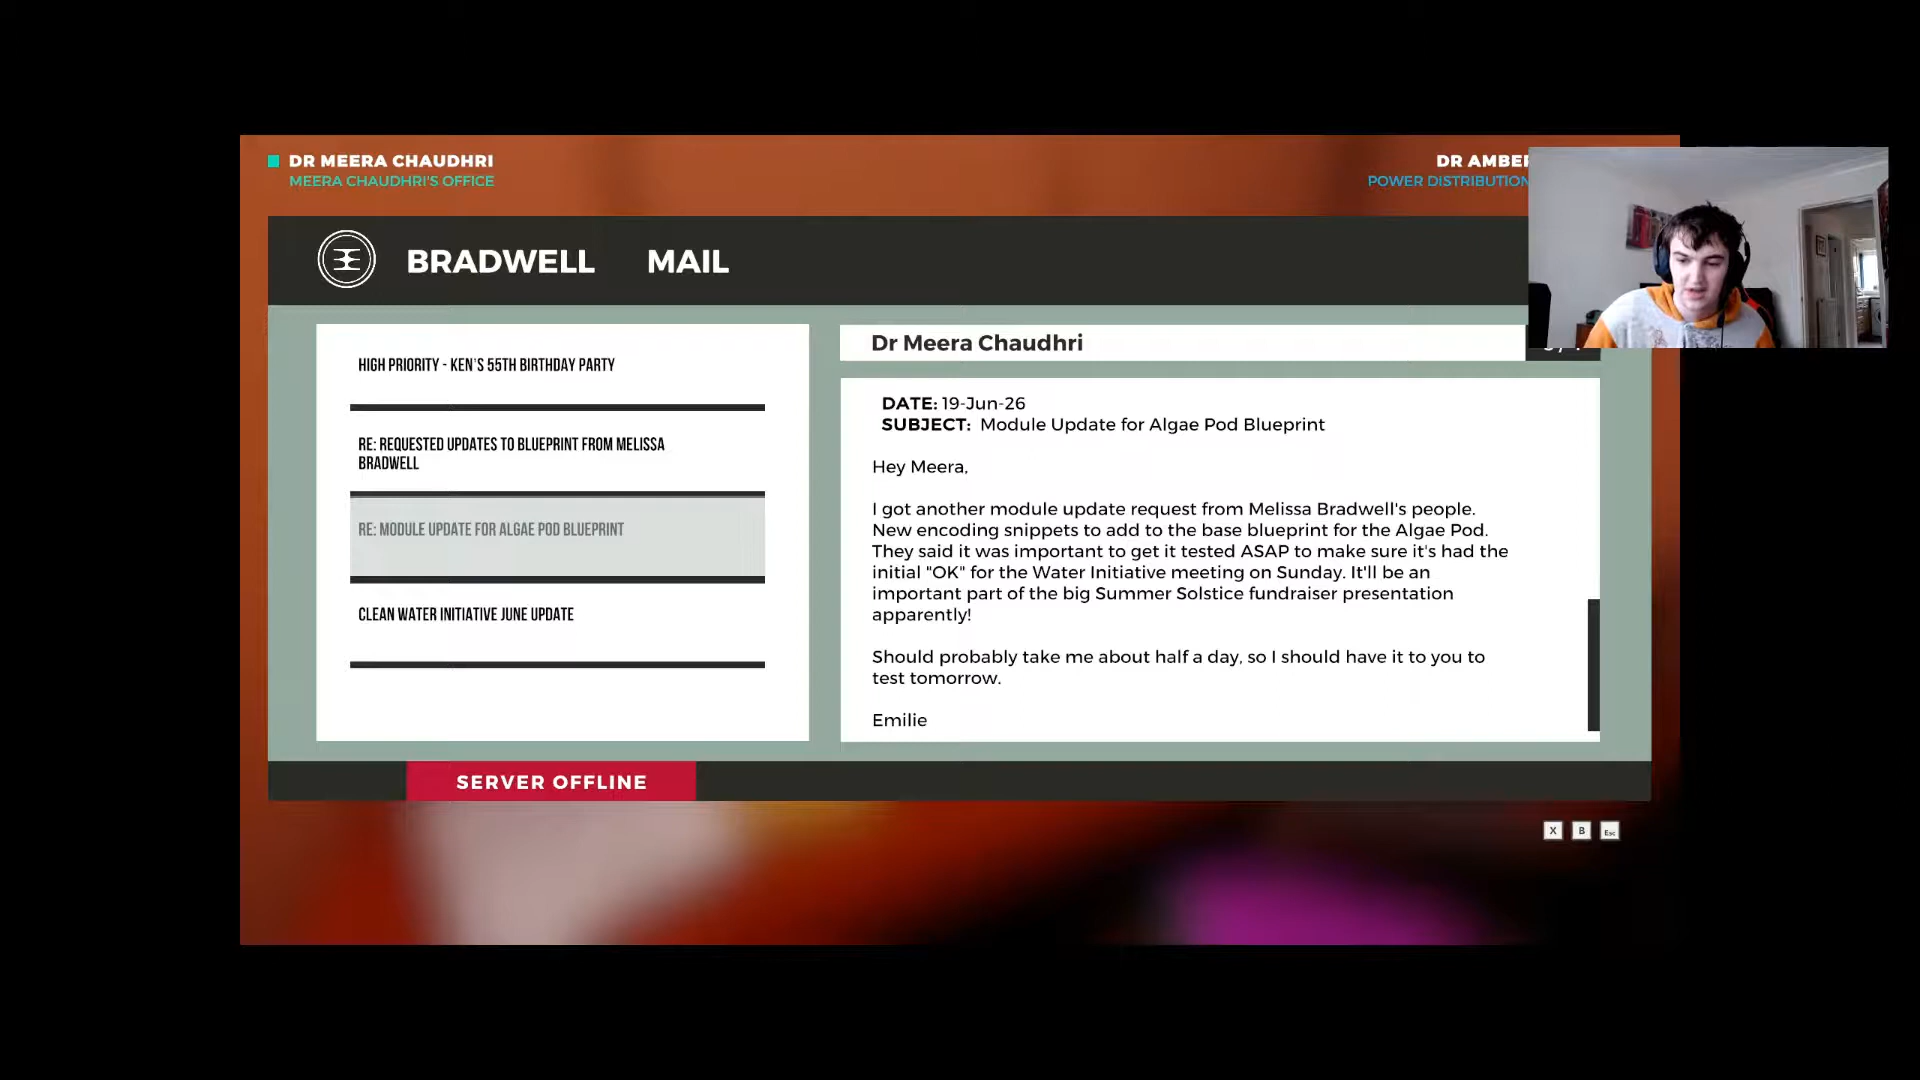 DR MEERA CHAUDHRI
MEERA CHAUDHRI'S OFFICE
DR AMBER
POWER DISTRIBUTION
BRADWELL MAIL
HIGH PRIORITY - KEN'S 55TH BIRTHDAY PARTY
RE: REQUESTED UPDATES TO BLUEPRINT FROM MELISSA
BRADWELL
RE: MODULE UPDATE FOR ALGAE POD BLUEPRINT
CLEAN WATER INITIATIVE JUNE UPDATE
Dr Meera Chaudhri
DATE: 19-Jun-26
SUBJECT: Module Update for Algae Pod Blueprint
Hey Meera,
I got another module update request from Melissa Bradwell's people.
New encoding snippets to add to the base blueprint for the Algae Pod.
They said it was important to get it tested ASAP to make sure it's had the
initial "OK" for the Water Initiative meeting on Sunday. It'll be an
important part of the big Summer Solstice fundraiser presentation
apparently!
Should probably take me about half a day, so I should have it to you to
test tomorrow.
Emilie
SERVER OFFLINE
X B Esc